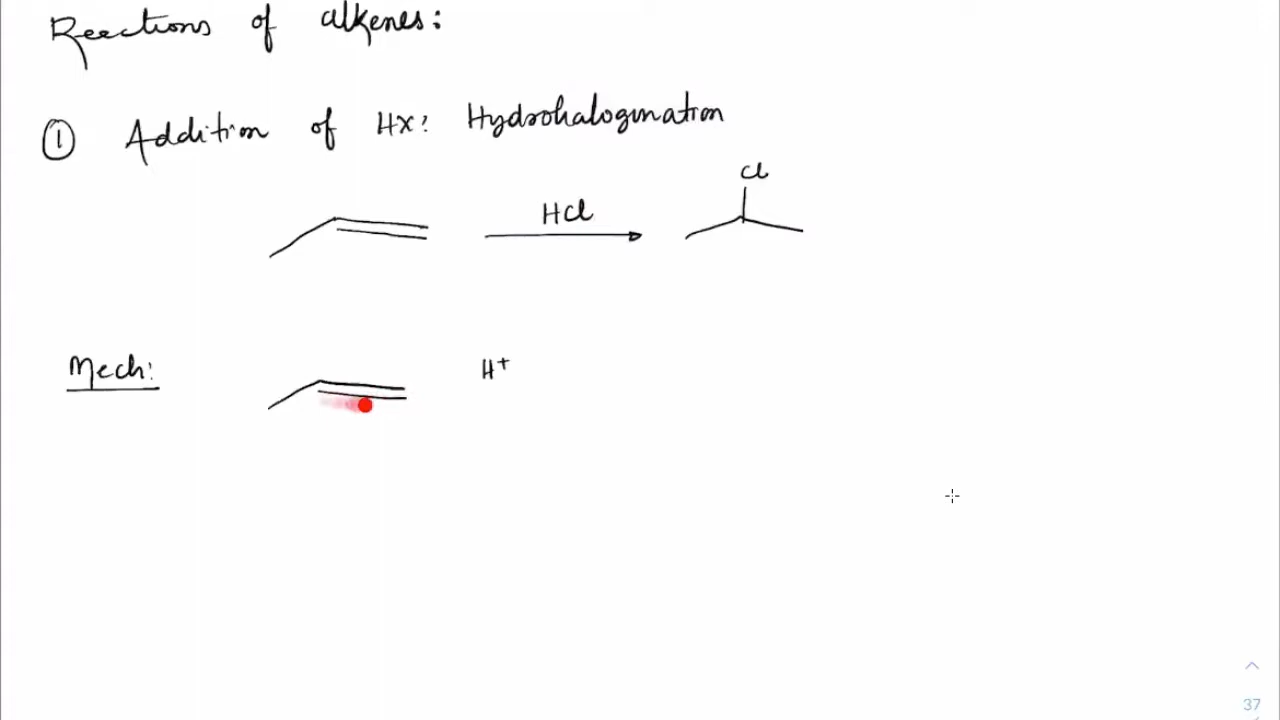 Reactions of alkenes:
① Addition of HX: Hydrohalogenation
Cl
HCl
Mech:
H+
37